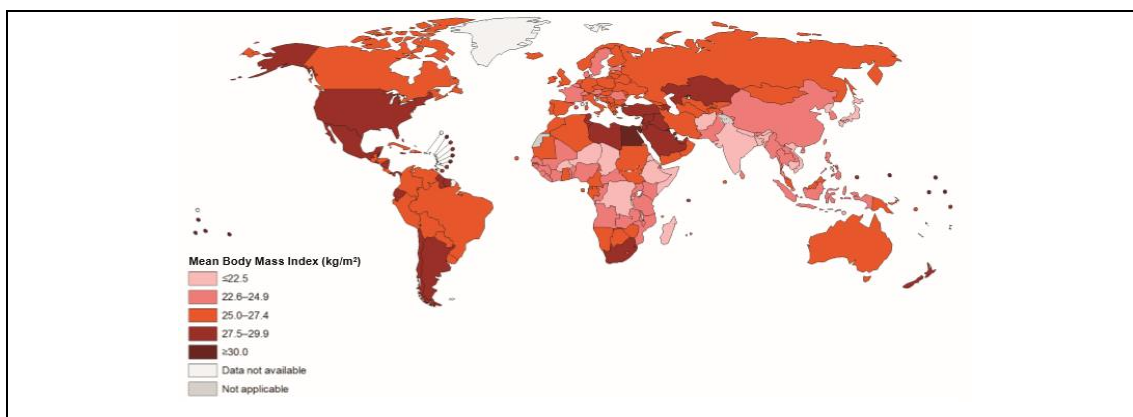 Mean Body Mass Index (kg/m²)
≤22.5
22.6–24.9
25.0–27.4
27.5–29.9
≥30.0
Data not available
Not applicable